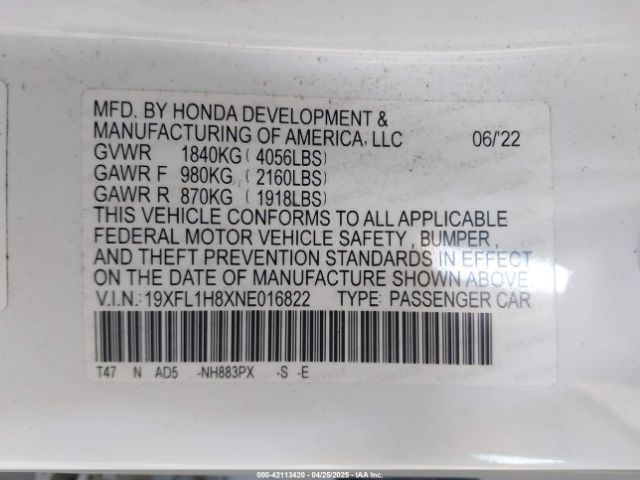 MFD. BY HONDA DEVELOPMENT &
MANUFACTURING OF AMERICA, LLC 06/'22
GVWR 1840KG ( 4056LBS)
GAWR F 980KG ( 2160LBS)
GAWR R 870KG ( 1918LBS)
THIS VEHICLE CONFORMS TO ALL APPLICABLE
FEDERAL MOTOR VEHICLE SAFETY, BUMPER,
AND THEFT PREVENTION STANDARDS IN EFFECT
ON THE DATE OF MANUFACTURE SHOWN ABOVE.
V.I.N.: 19XFL1H8XNE016822 TYPE: PASSENGER CAR
T47 N AD5 -NH883PX -S -E
000-42113420 - 04/25/2025 - IAA Inc.